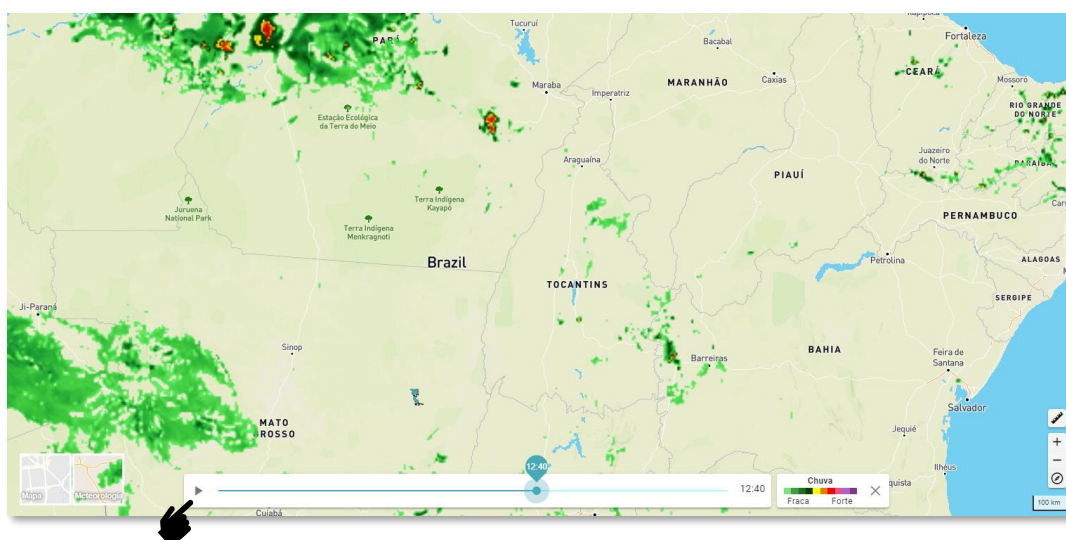 Tucuruí
Fortaleza
PARÁ
Bacabal
CEARÁ
Maraba
MARANHÃO
Caxias
Mossoró
Imperatriz
RIO GRANDE
DO NORTE
Estação Ecológica
da Terra do Meio
Juazeiro
do Norte
Araguaína
PARAÍBA
PIAUÍ
Terra Indígena
Kayapó
Juruena
National Park
PERNAMBUCO
Terra Indígena
Menkragnoti
Brazil
Petrolina
ALAGOAS
TOCANTINS
SERGIPE
Ji-Paraná
Sinop
BAHIA
Barreiras
Feira de
Santana
Salvador
MATO
GROSSO
Jequié
12:40
Ilhéus
Mapa
Meteorologia
12:40
Chuva
Fraca
Forte
quista
100 km
Cuiabá